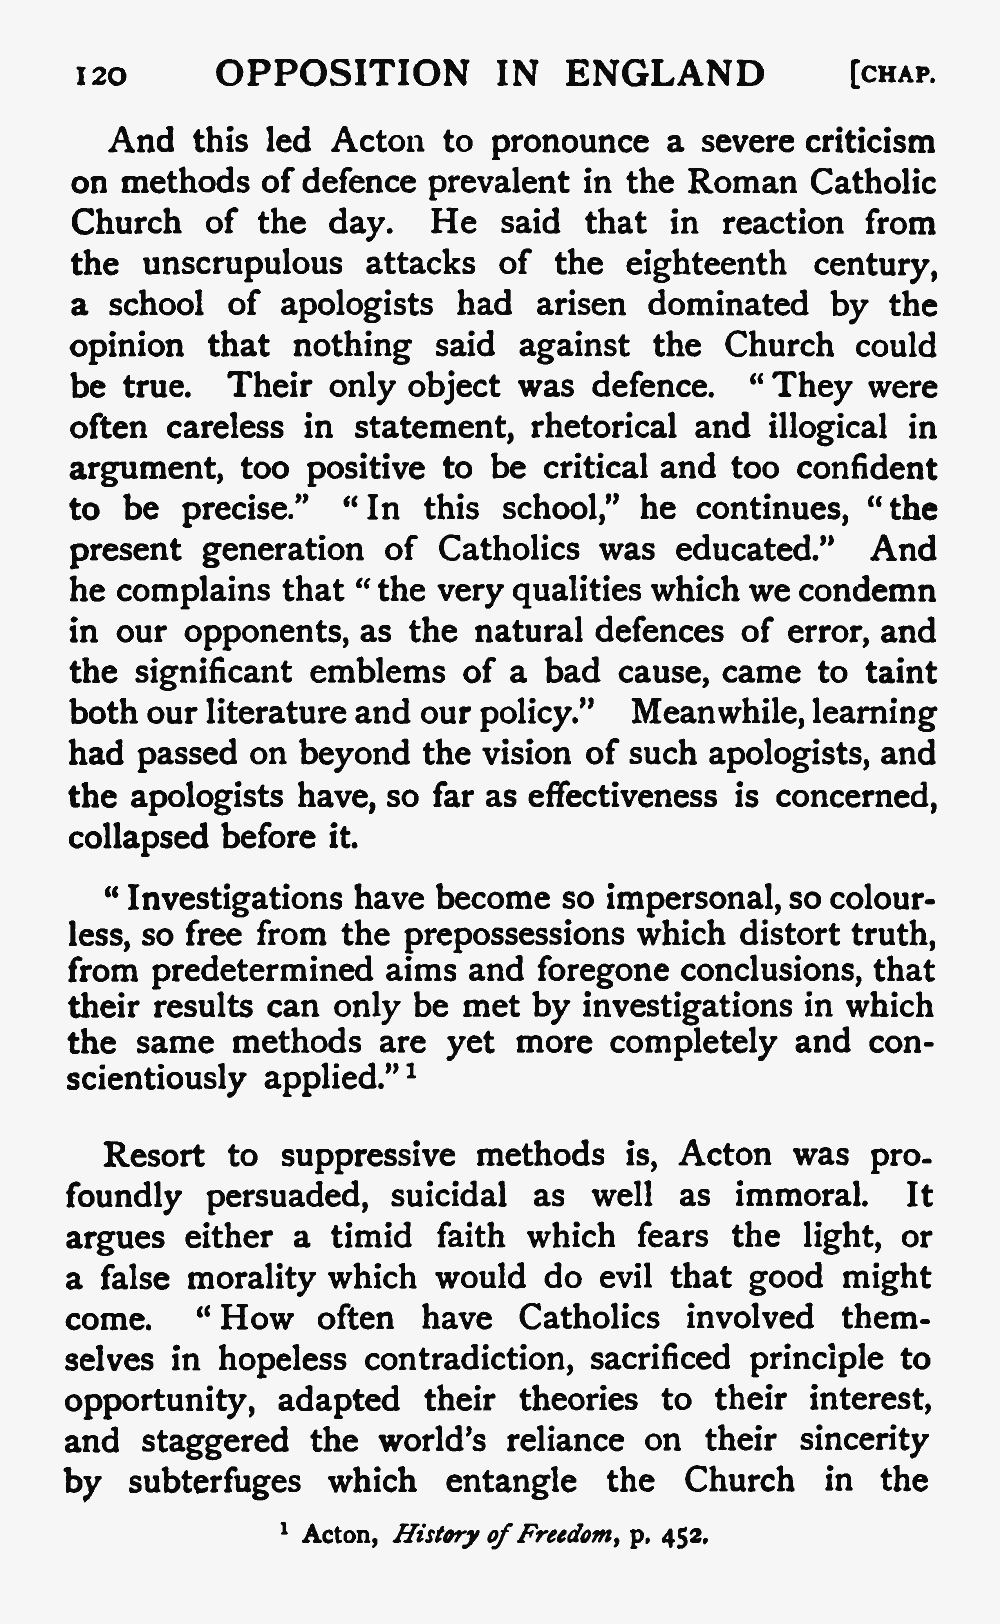 120 OPPOSITION IN ENGLAND [CHAP.
And this led Acton to pronounce a severe criticism
on methods of defence prevalent in the Roman Catholic
Church of the day. He said that in reaction from
the unscrupulous attacks of the eighteenth century,
a school of apologists had arisen dominated by the
opinion that nothing said against the Church could
be true. Their only object was defence. “They were
often careless in statement, rhetorical and illogical in
argument, too positive to be critical and too confident
to be precise.” “In this school,” he continues, “the
present generation of Catholics was educated.” And
he complains that “the very qualities which we condemn
in our opponents, as the natural defences of error, and
the significant emblems of a bad cause, came to taint
both our literature and our policy.” Meanwhile, learning
had passed on beyond the vision of such apologists, and
the apologists have, so far as effectiveness is concerned,
collapsed before it.
“Investigations have become so impersonal, so colour-
less, so free from the prepossessions which distort truth,
from predetermined aims and foregone conclusions, that
their results can only be met by investigations in which
the same methods are yet more completely and con-
scientiously applied.”¹
Resort to suppressive methods is, Acton was pro-
foundly persuaded, suicidal as well as immoral. It
argues either a timid faith which fears the light, or
a false morality which would do evil that good might
come. “How often have Catholics involved them-
selves in hopeless contradiction, sacrificed principle to
opportunity, adapted their theories to their interest,
and staggered the world's reliance on their sincerity
by subterfuges which entangle the Church in the
¹ Acton, History of Freedom, p. 452.